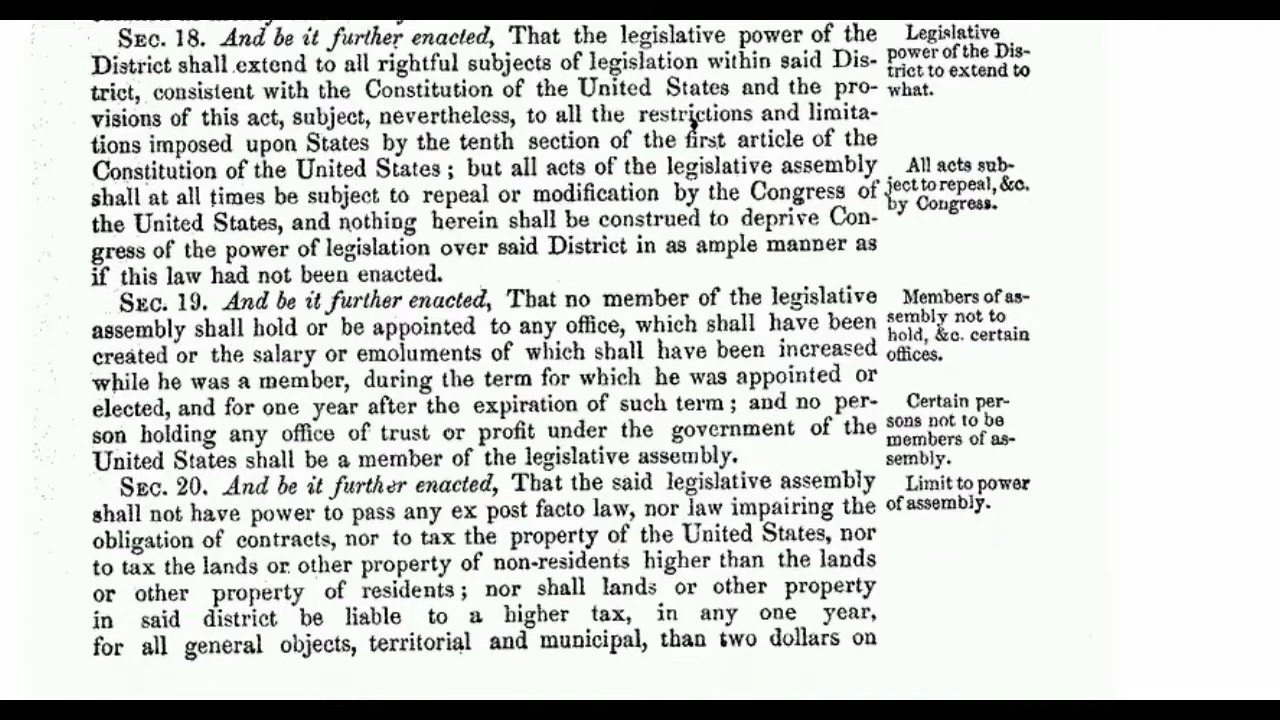 SEC. 18. And be it further enacted, That the legislative power of the
District shall extend to all rightful subjects of legislation within said Dis-
trict, consistent with the Constitution of the United States and the pro-
visions of this act, subject, nevertheless, to all the restrictions and limita-
tions imposed upon States by the tenth section of the first article of the
Constitution of the United States; but all acts of the legislative assembly
shall at all times be subject to repeal or modification by the Congress of
the United States, and nothing herein shall be construed to deprive Con-
gress of the power of legislation over said District in as ample manner as
if this law had not been enacted.
SEC. 19. And be it further enacted, That no member of the legislative
assembly shall hold or be appointed to any office, which shall have been
created or the salary or emoluments of which shall have been increased
while he was a member, during the term for which he was appointed or
elected, and for one year after the expiration of such term; and no per-
son holding any office of trust or profit under the government of the
United States shall be a member of the legislative assembly.
SEC. 20. And be it further enacted, That the said legislative assembly
shall not have power to pass any ex post facto law, nor law impairing the
obligation of contracts, nor to tax the property of the United States, nor
to tax the lands or other property of non-residents higher than the lands
or other property of residents; nor shall lands or other property
in said district be liable to a higher tax, in any one year,
for all general objects, territorial and municipal, than two dollars on
Legislative
power of the Dis-
trict to extend to
what.
All acts sub-
ject to repeal, &c.
by Congress.
Members of as-
sembly not to
hold, &c. certain
offices.
Certain per-
sons not to be
members of as-
sembly.
Limit to power
of assembly.